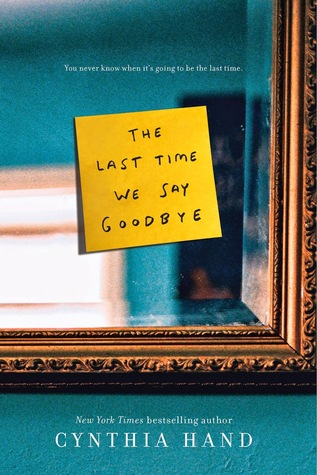 You never know when it's going to be the last time.
THE
LAST TIME
WE SAY
GOODBYE
New York Times bestselling author
CYNTHIA HAND